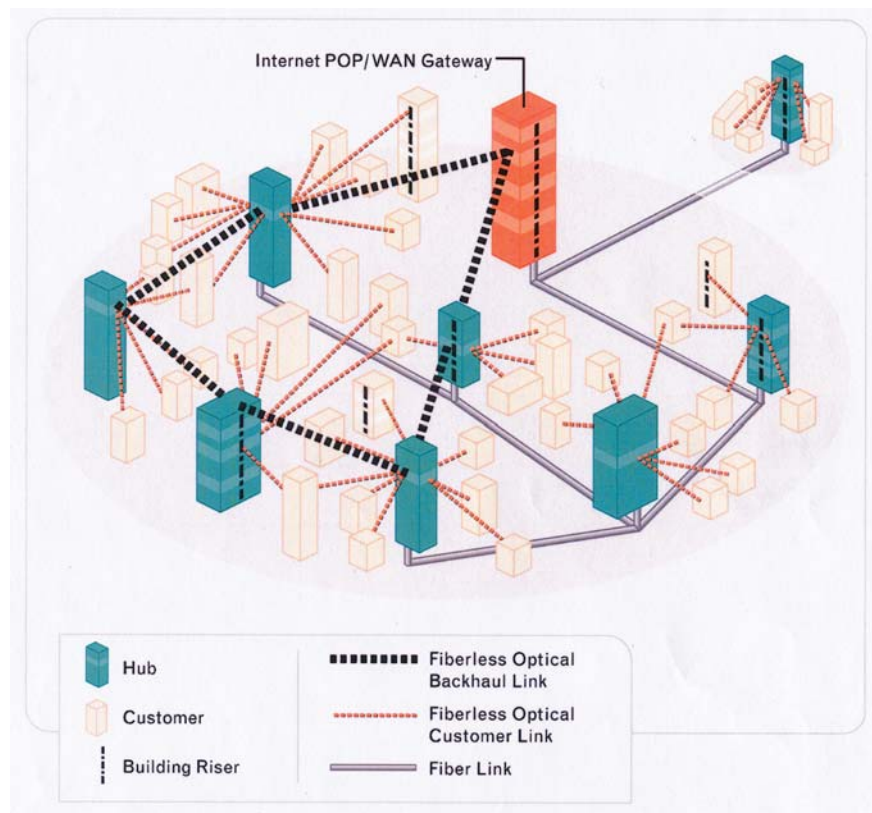 Internet POP/WAN Gateway
Hub
Customer
Building Riser
Fiberless Optical
Backhaul Link
Fiberless Optical
Customer Link
Fiber Link